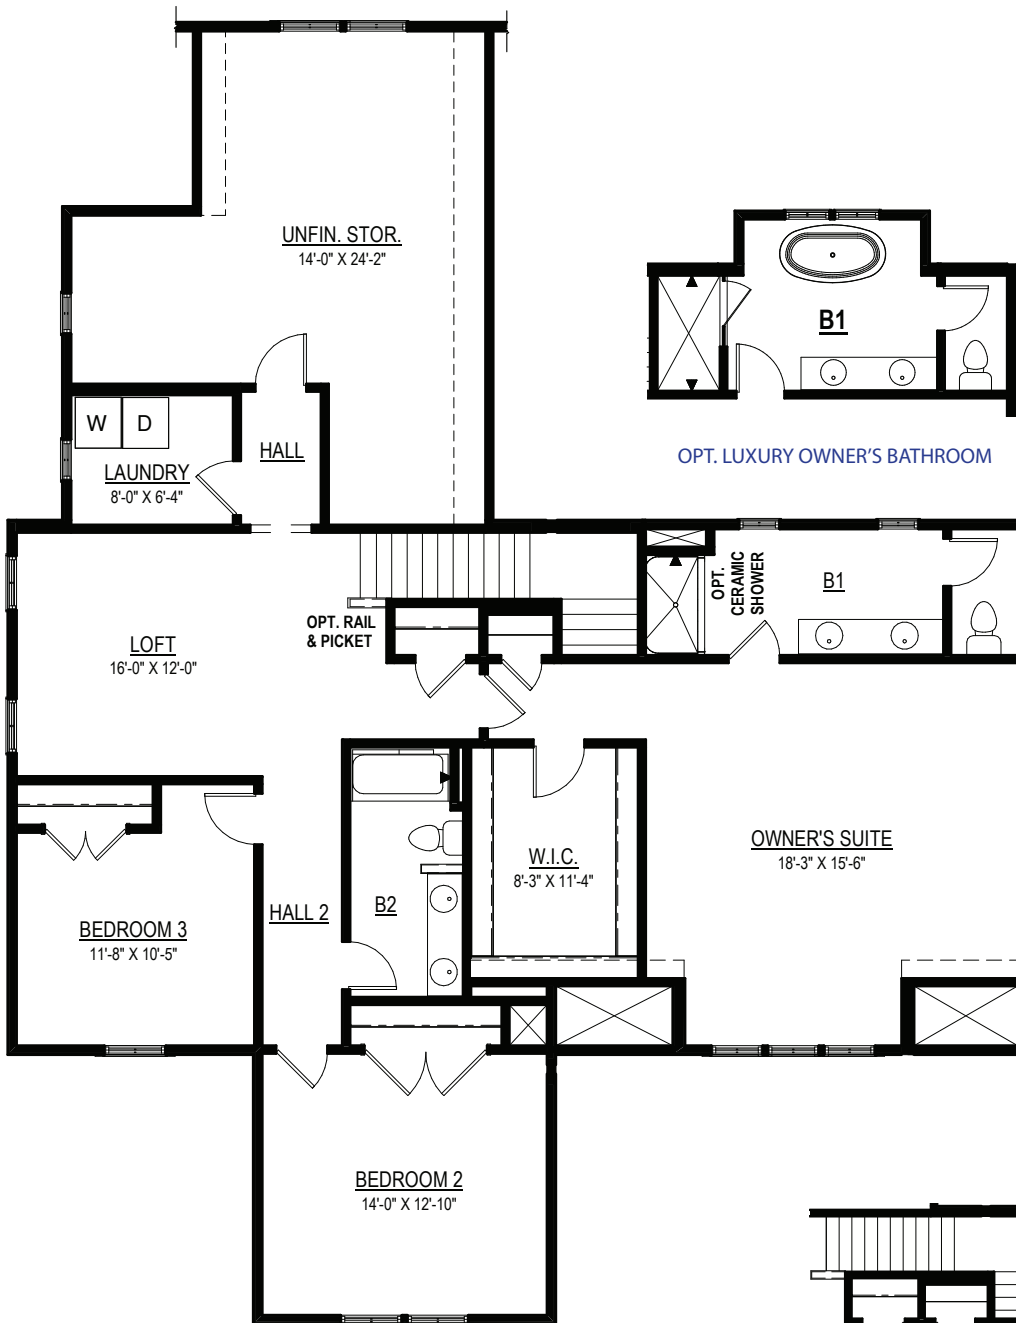 UNFIN. STOR.
14'-0" X 24'-2"
B1
W
D
HALL
LAUNDRY
8'-0" X 6'-4"
OPT. LUXURY OWNER'S BATHROOM
OPT.
CERAMIC
SHOWER
B1
OPT. RAIL
& PICKET
LOFT
16'-0" X 12'-0"
OWNER'S SUITE
18'-3" X 15'-6"
W.I.C.
8'-3" X 11'-4"
B2
HALL 2
BEDROOM 3
11'-8" X 10'-5"
BEDROOM 2
14'-0" X 12'-10"